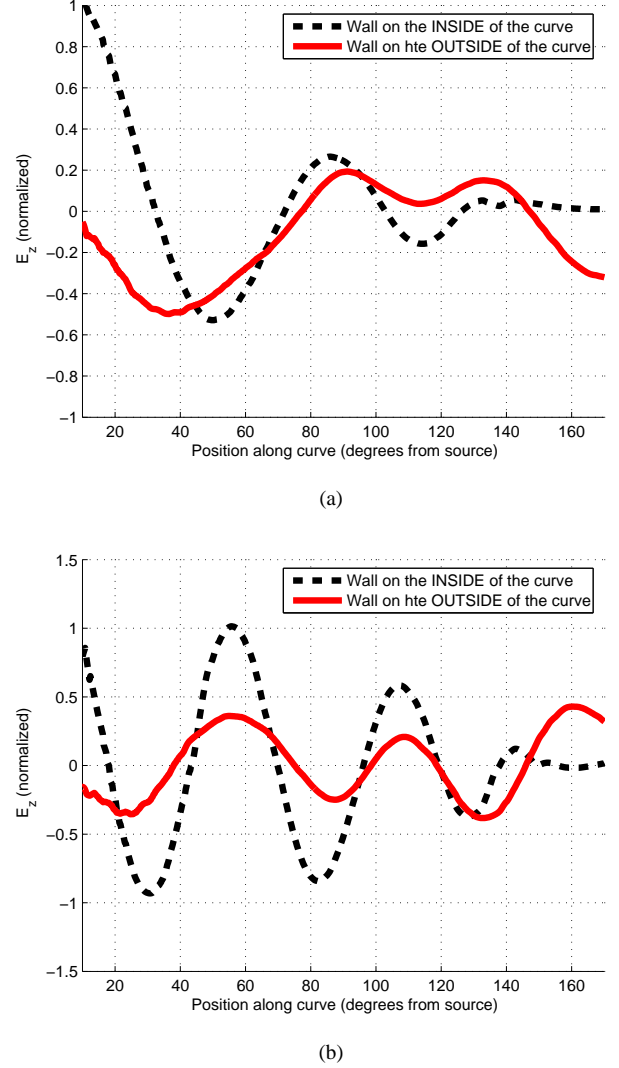 1
0.8
0.6
0.4
0.2
0
−0.2
−0.4
−0.6
−0.8
−1
E_z (normalized)
Wall on the INSIDE of the curve
Wall on hte OUTSIDE of the curve
20 40 60 80 100 120 140 160
Position along curve (degrees from source)
(a)
1.5
1
0.5
0
−0.5
−1
−1.5
E_z (normalized)
Wall on the INSIDE of the curve
Wall on hte OUTSIDE of the curve
20 40 60 80 100 120 140 160
Position along curve (degrees from source)
(b)